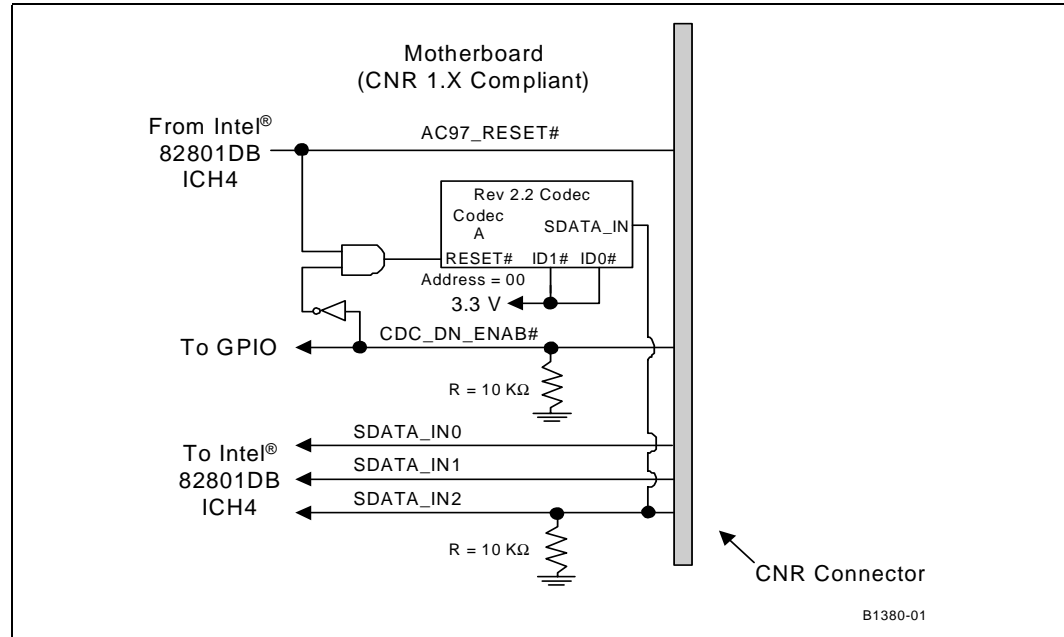 Motherboard
(CNR 1.X Compliant)
From Intel®
82801DB
ICH4
AC97_RESET#
Rev 2.2 Codec
Codec
A
SDATA_IN
RESET# ID1# ID0#
Address = 00
3.3 V
To GPIO
CDC_DN_ENAB#
R = 10 KΩ
To Intel®
82801DB
ICH4
SDATA_IN0
SDATA_IN1
SDATA_IN2
R = 10 KΩ
CNR Connector
B1380-01